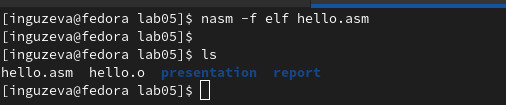 [inguzeva@fedora lab05]$ nasm -f elf hello.asm
[inguzeva@fedora lab05]$
[inguzeva@fedora lab05]$ ls
hello.asm  hello.o  presentation  report
[inguzeva@fedora lab05]$